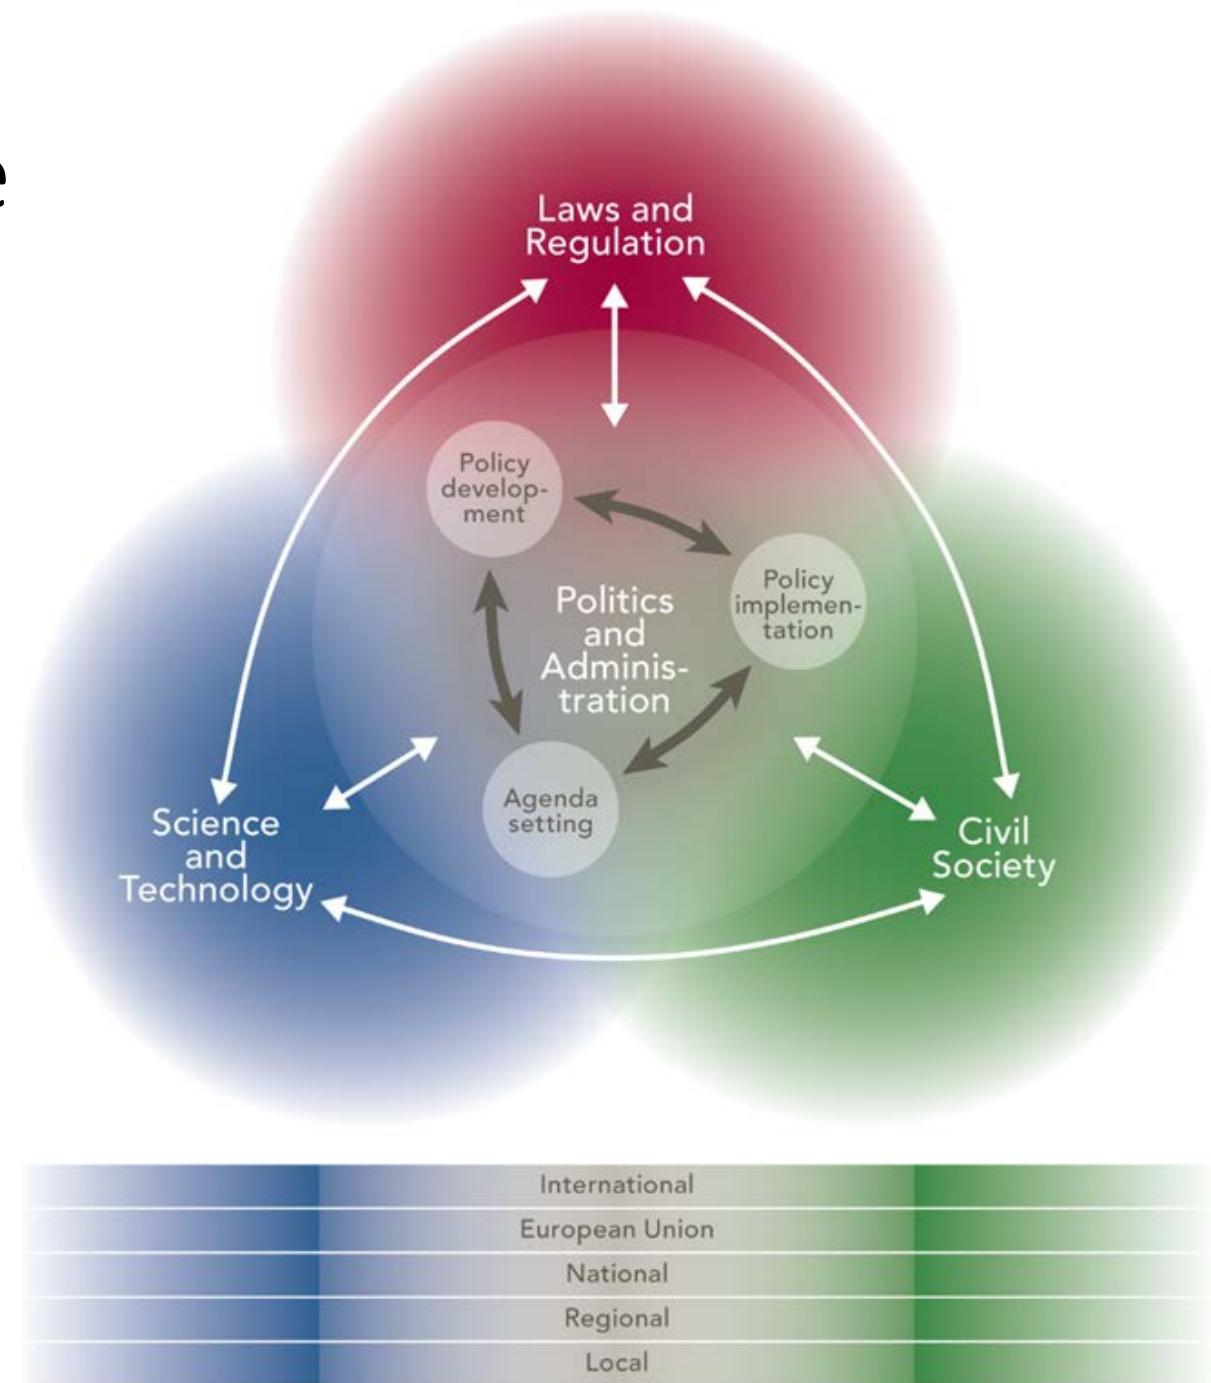 e
Laws and
Regulation
Policy
develop-
ment
Policy
implemen-
tation
Politics
and
Adminis-
tration
Agenda
setting
Science
and
Technology
Civil
Society
International
European Union
National
Regional
Local